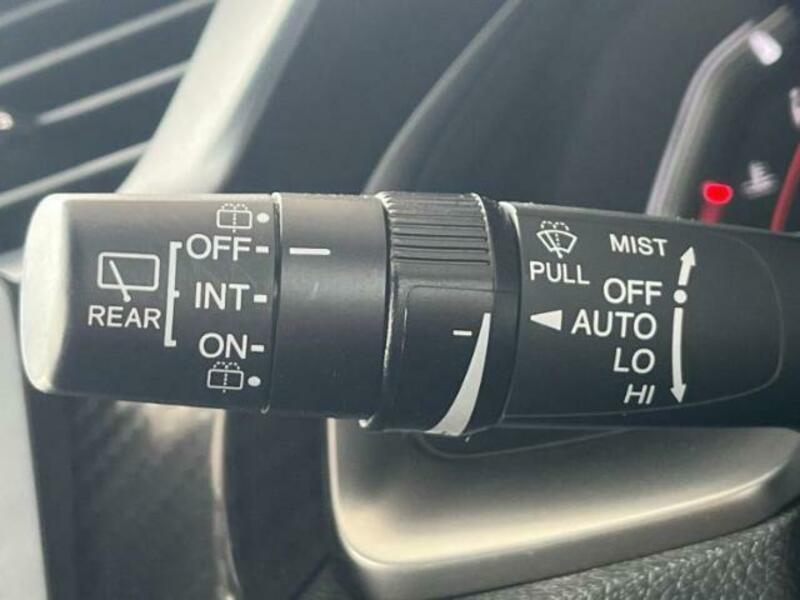 OFF
INT
REAR
ON
MIST
PULL
OFF
AUTO
LO
HI